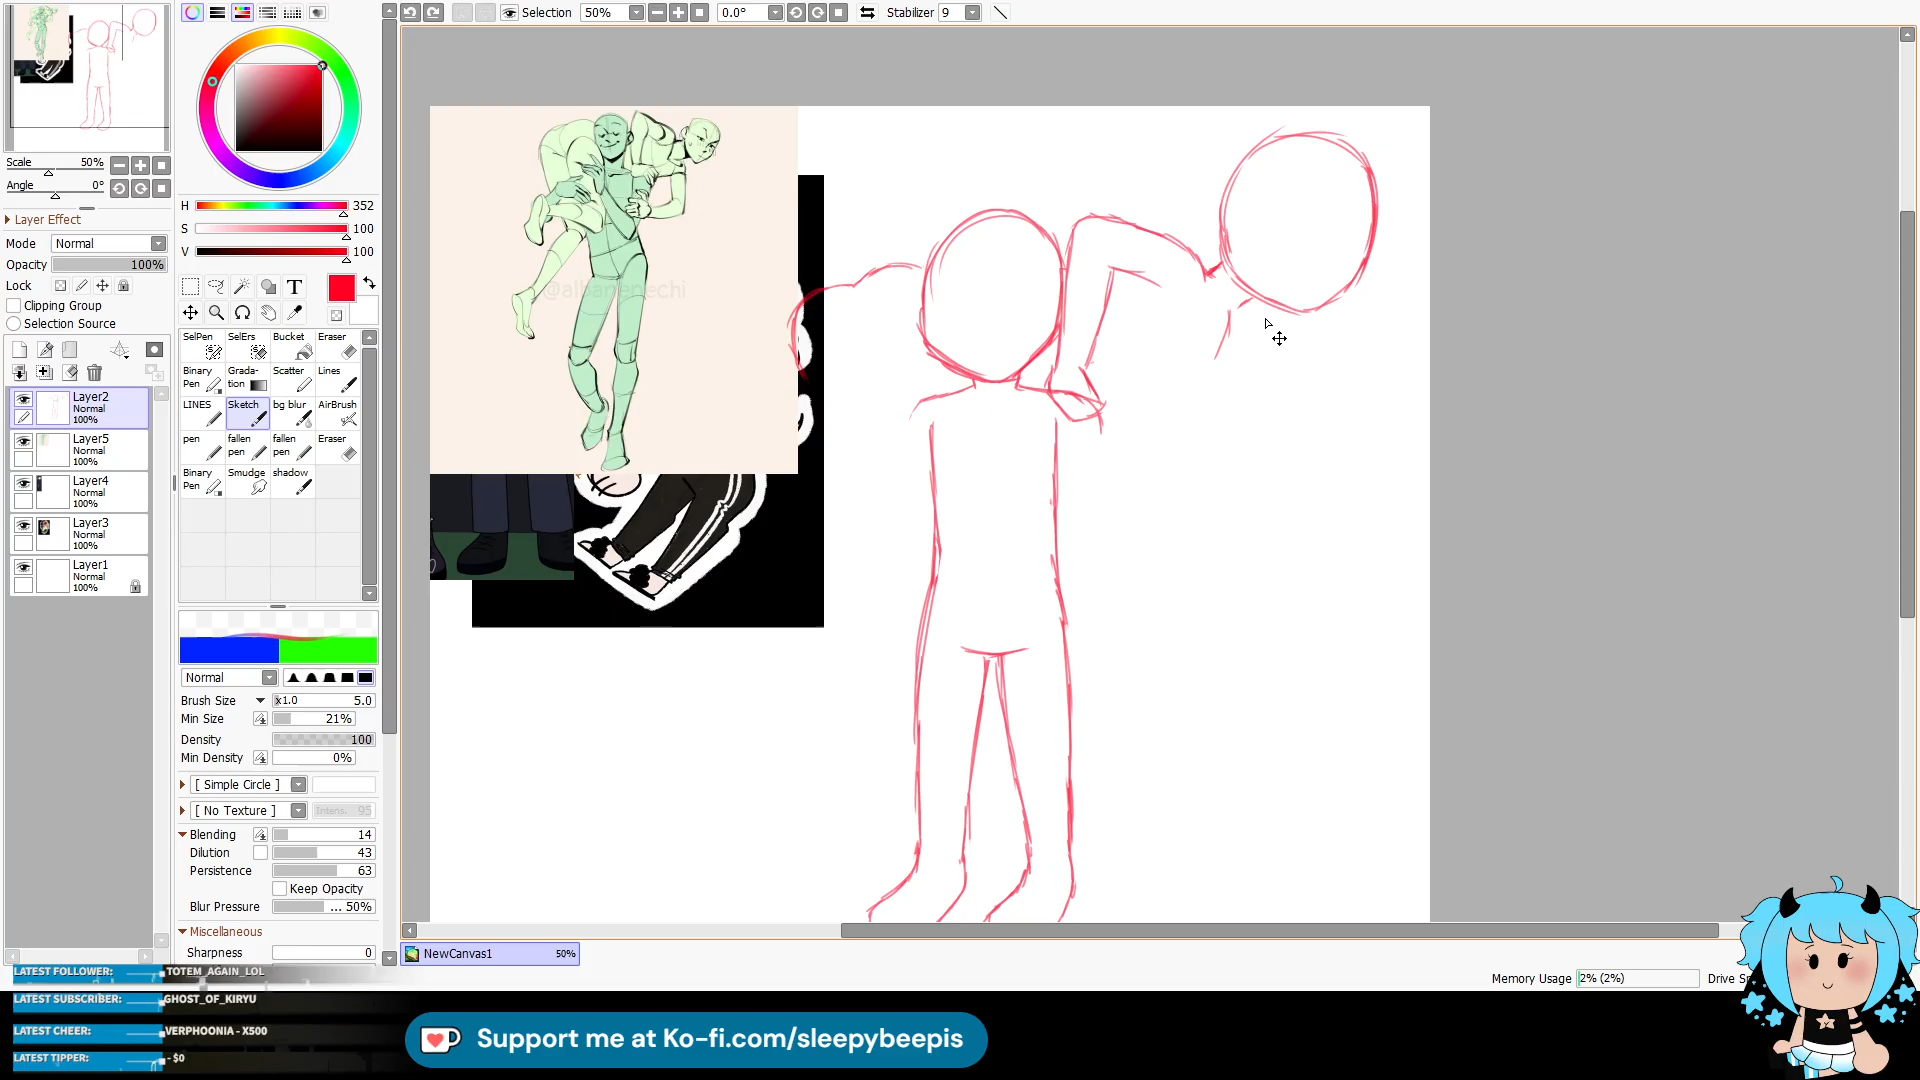 Selection
50%
0.0°
Stabilizer 9
Scale 50%
Angle 0°
Layer Effect
Mode Normal
Opacity 100%
Lock
Clipping Group
Selection Source
Layer2
Normal
100%
Layer5
Normal
100%
Layer4
Normal
100%
Layer3
Normal
100%
Layer1
Normal
100%
H 352
S 100
V 100
T
SelPen SelErs Bucket Eraser
Binary Pen Gradation Scatter Lines
LINES Sketch bg blur AirBrush
pen fallen pen fallen pen Eraser
Binary Pen Smudge shadow
Normal
Brush Size x1.0 5.0
Min Size 21%
Density 100
Min Density 0%
[ Simple Circle ]
[ No Texture ] Intens. 95
Blending 14
Dilution 43
Persistence 63
Keep Opacity
Blur Pressure ... 50%
Miscellaneous
Sharpness 0
NewCanvas1 50%
Memory Usage 2% (2%)
LATEST FOLLOWER: TOTEM_AGAIN_LOL
LATEST SUBSCRIBER: GHOST_OF_KIRYU
LATEST CHEER: VERPHOONIA - X500
LATEST TIPPER: - $0
Support me at Ko-fi.com/sleepybeepis